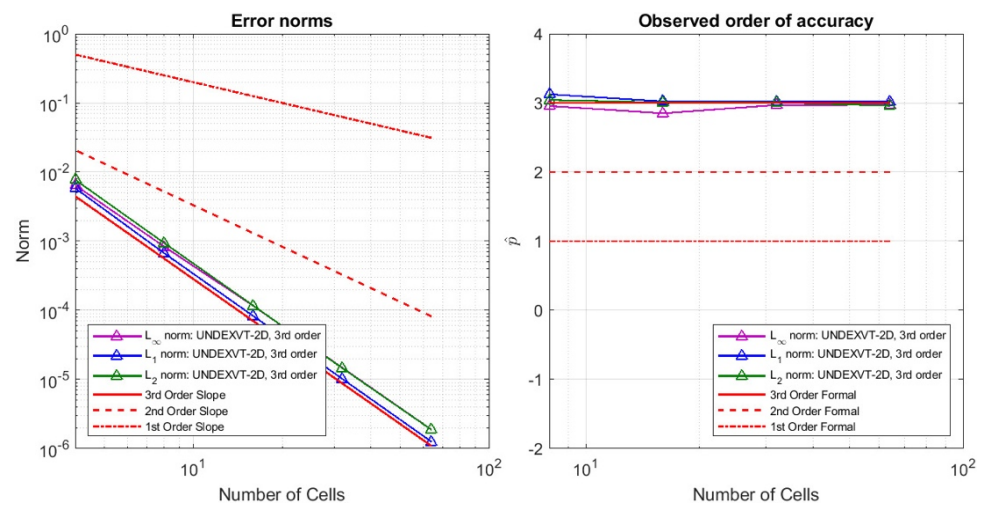 Error norms
10^0
10^-1
10^-2
10^-3
10^-4
10^-5
10^-6
Norm
L∞ norm: UNDEXVT-2D, 3rd order
L1 norm: UNDEXVT-2D, 3rd order
L2 norm: UNDEXVT-2D, 3rd order
3rd Order Slope
2nd Order Slope
1st Order Slope
10^1
10^2
Number of Cells
Observed order of accuracy
4
3
2
1
0
-1
-2
p̂
L∞ norm: UNDEXVT-2D, 3rd order
L1 norm: UNDEXVT-2D, 3rd order
L2 norm: UNDEXVT-2D, 3rd order
3rd Order Formal
2nd Order Formal
1st Order Formal
10^1
10^2
Number of Cells